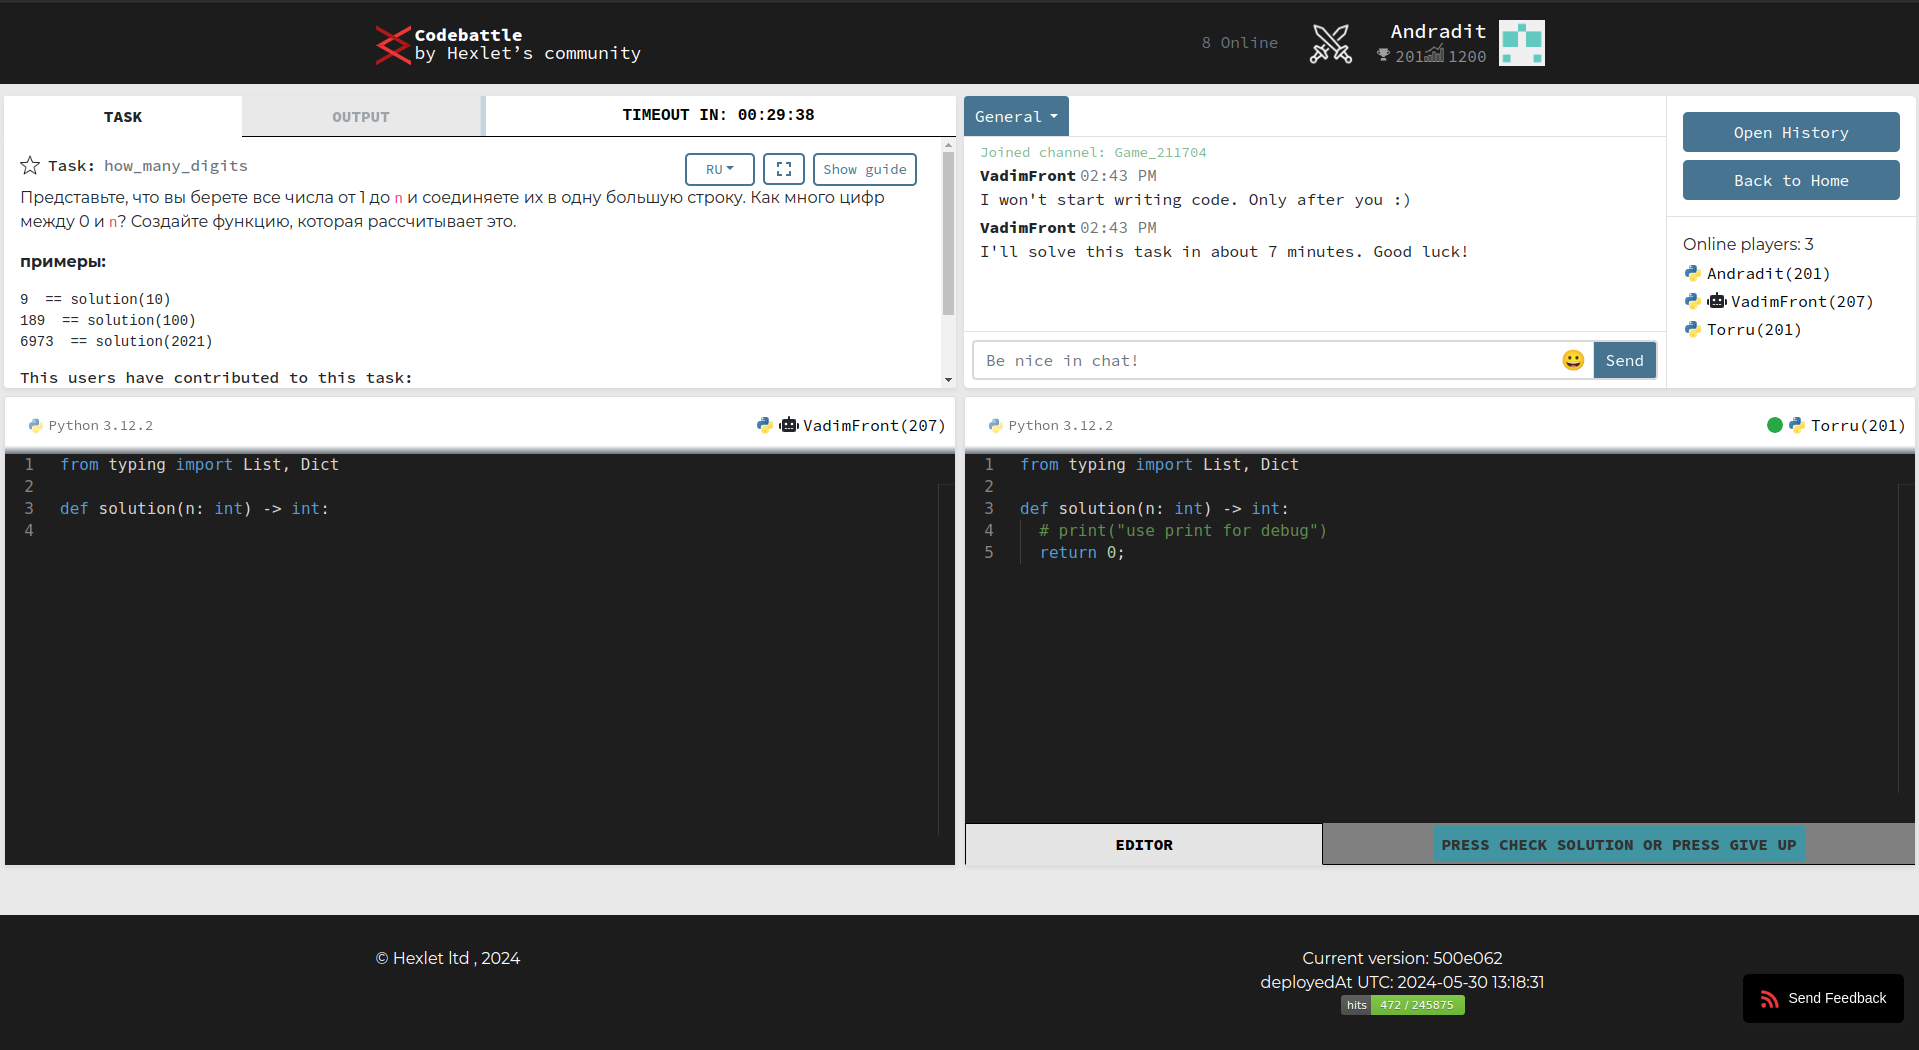 Codebattle
by Hexlet’s community
8 Online
Andradit
201 1200
TASK
OUTPUT
TIMEOUT IN: 00:29:38
Task: how_many_digits
RU
Show guide
Представьте, что вы берете все числа от 1 до n и соединяете их в одну большую строку. Как много цифр
между 0 и n? Создайте функцию, которая рассчитывает это.
примеры:
9  == solution(10)
189  == solution(100)
6973  == solution(2021)
This users have contributed to this task:
General
Joined channel: Game_211704
VadimFront 02:43 PM
I won't start writing code. Only after you :)
VadimFront 02:43 PM
I'll solve this task in about 7 minutes. Good luck!
Be nice in chat!
Send
Open History
Back to Home
Online players: 3
Andradit(201)
VadimFront(207)
Torru(201)
Python 3.12.2
VadimFront(207)
1 from typing import List, Dict
2
3 def solution(n: int) -> int:
4
Python 3.12.2
Torru(201)
1 from typing import List, Dict
2
3 def solution(n: int) -> int:
4   # print("use print for debug")
5   return 0;
EDITOR
PRESS CHECK SOLUTION OR PRESS GIVE UP
© Hexlet ltd , 2024
Current version: 500e062
deployedAt UTC: 2024-05-30 13:18:31
hits 472 / 245875
Send Feedback